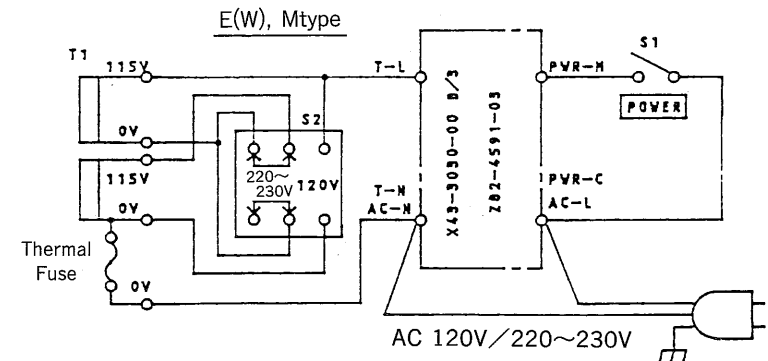 E(W), Mtype
T1
115V
T-L
PWR-M
S1
POWER
0V
S2
115V
220~
230V
120V
X43-3030-00 D/3
Z82-4591-03
T-N
AC-N
PWR-C
AC-L
0V
Thermal
Fuse
0V
AC 120V/220~230V